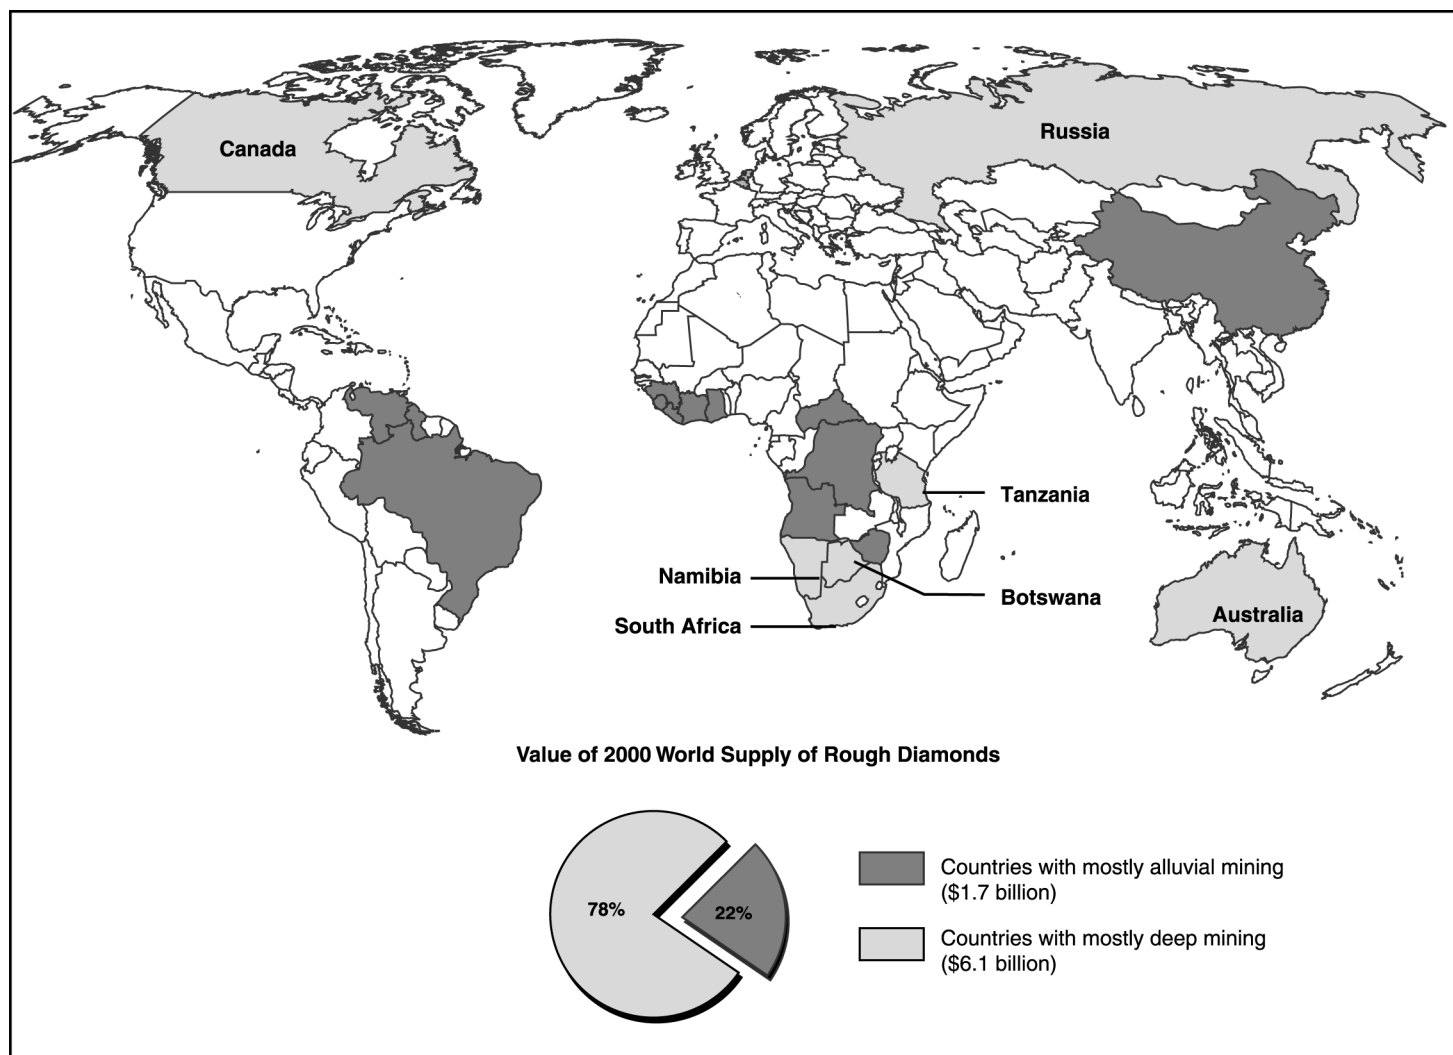 Canada
Russia
Tanzania
Namibia
Botswana
South Africa
Australia
Value of 2000 World Supply of Rough Diamonds
78%
22%
Countries with mostly alluvial mining
($1.7 billion)
Countries with mostly deep mining
($6.1 billion)